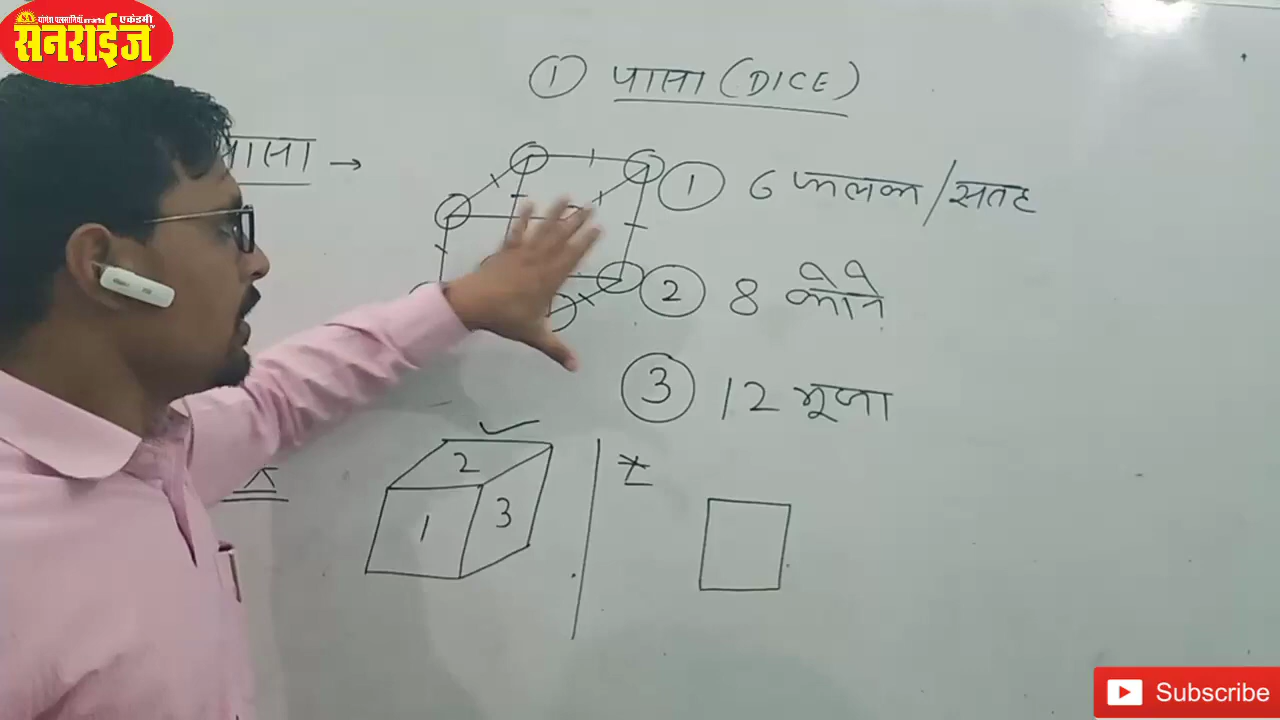 एकेडमी
सनराईज
① पासा (DICE)
पासा →
① 6 फलक / सतह
② 8 कोने
③ 12 भूजा
2
1 3
Subscribe